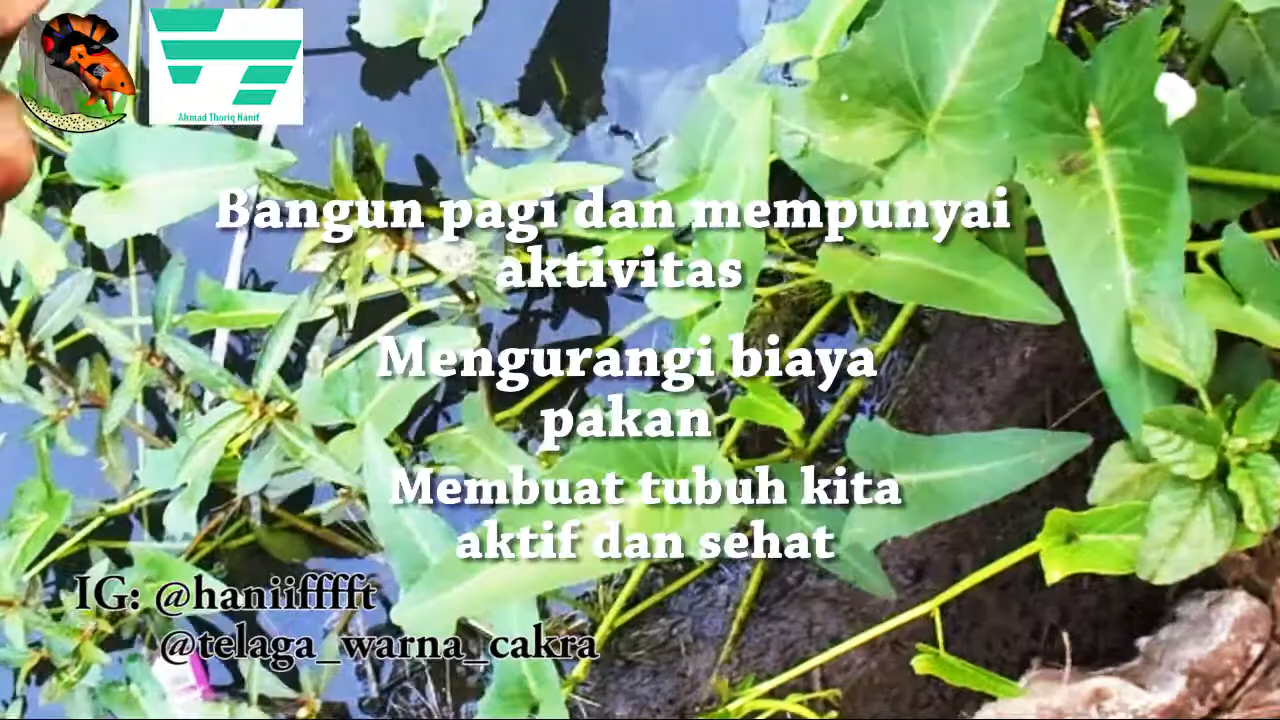 Ahmad Thoriq Hanif
Bangun pagi dan mempunyai
aktivitas
Mengurangi biaya
pakan
Membuat tubuh kita
aktif dan sehat
IG: @haniifffft
@telaga_warna_cakra